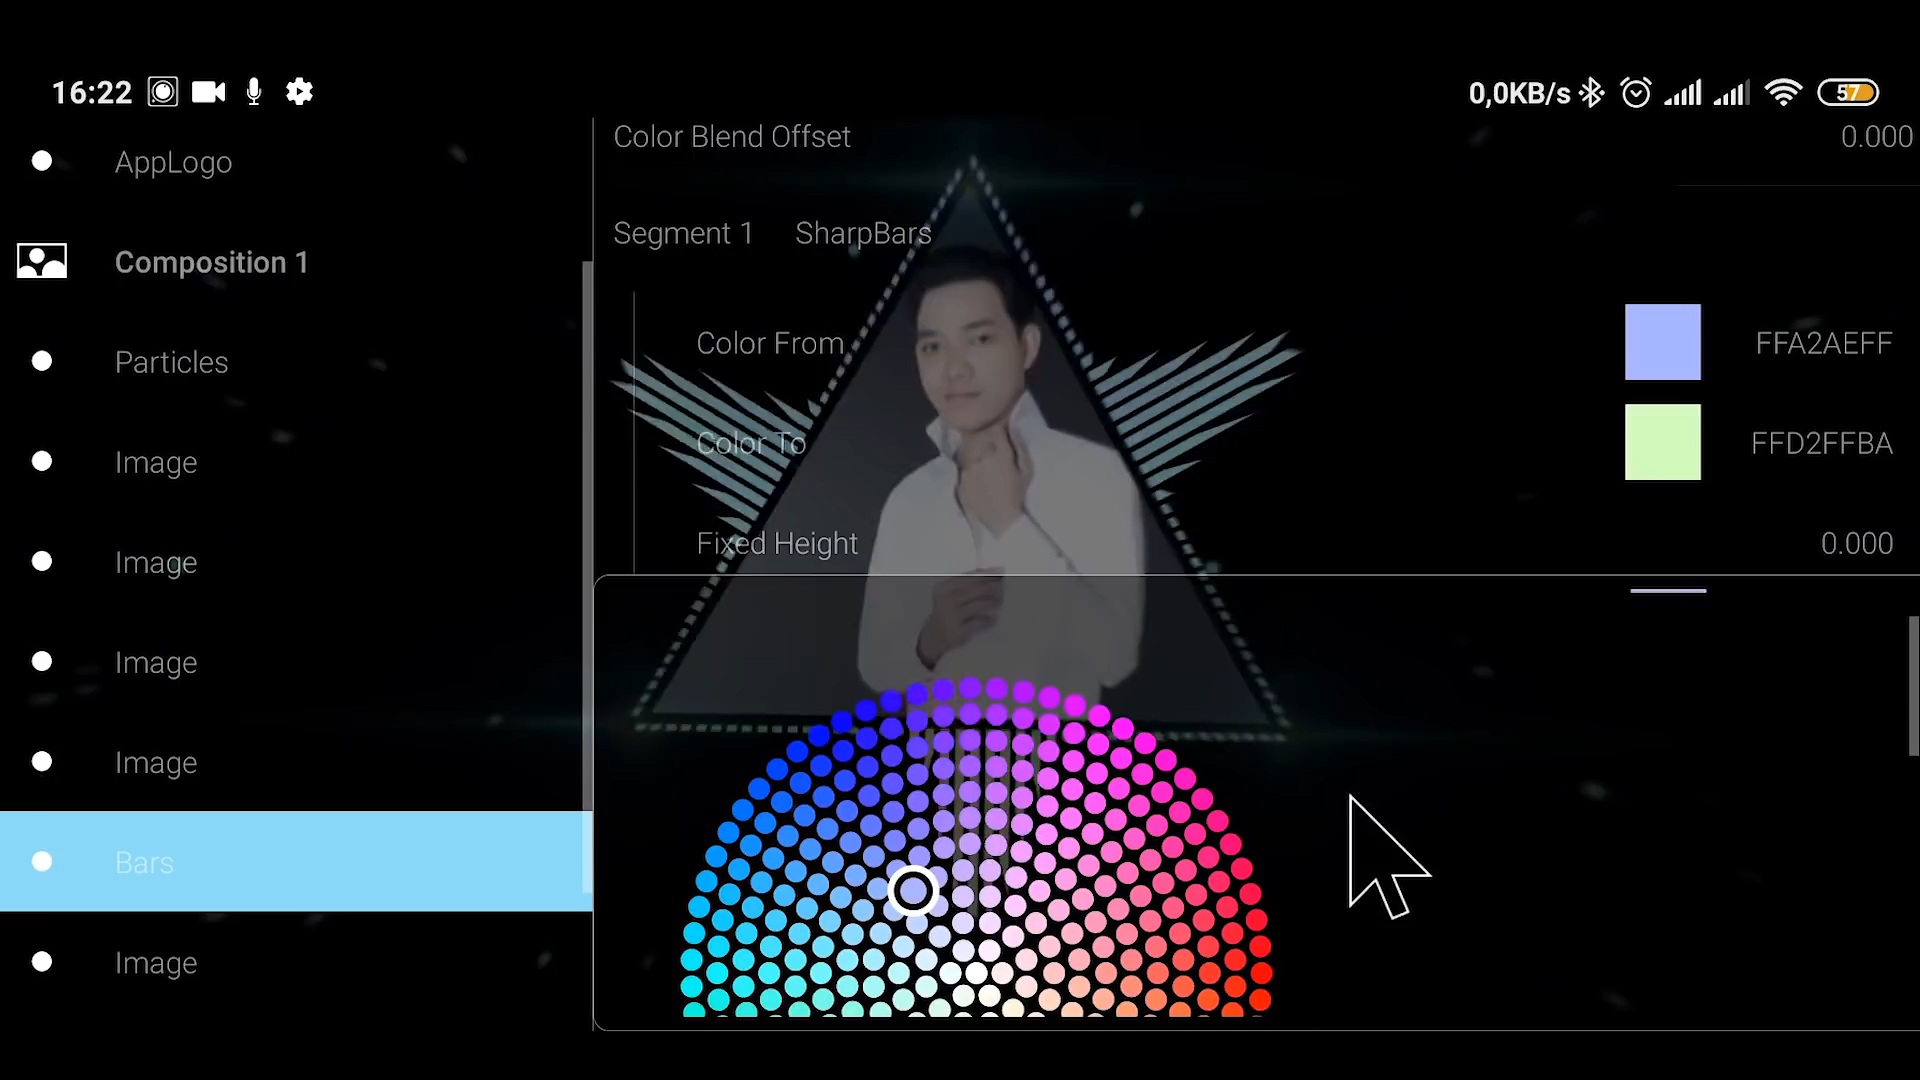 16:22
0,0KB/s
57
AppLogo
Composition 1
Particles
Image
Image
Image
Image
Bars
Image
Color Blend Offset
0.000
Segment 1 SharpBars
Color From
FFA2AEFF
Color To
FFD2FFBA
Fixed Height
0.000